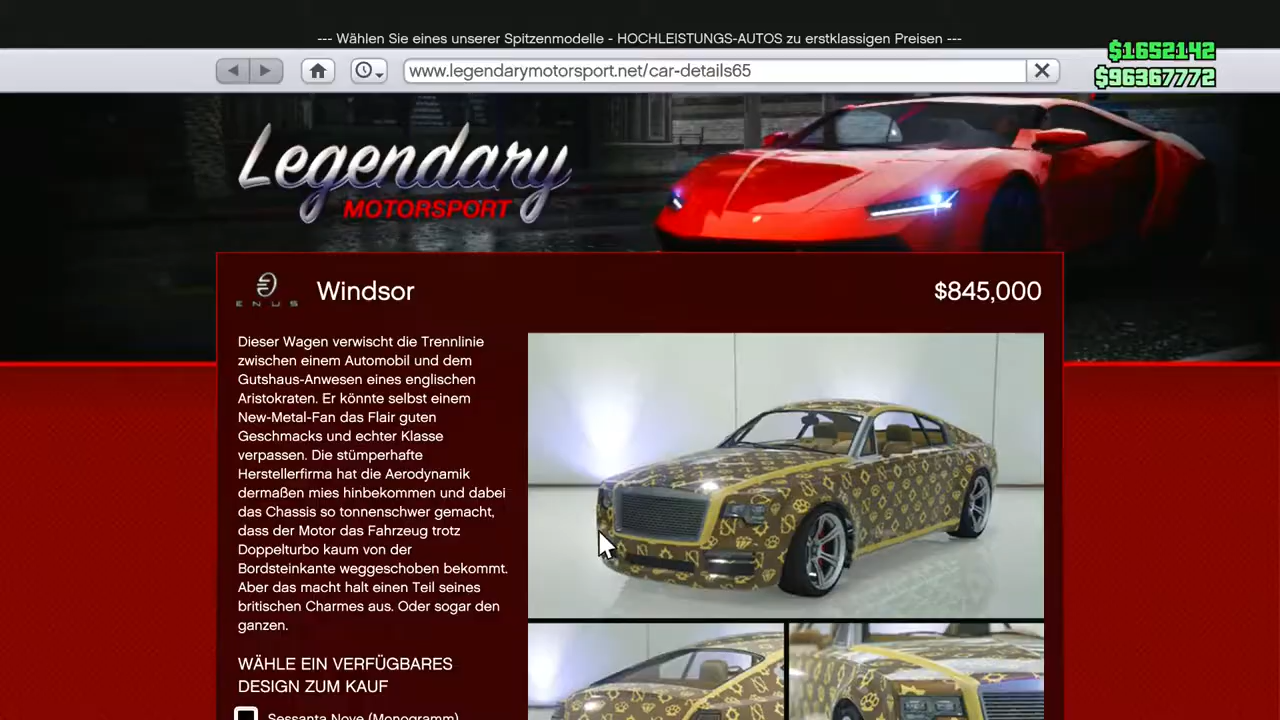 --- Wählen Sie eines unserer Spitzenmodelle - HOCHLEISTUNGS-AUTOS zu erstklassigen Preisen ---
$1652142
www.legendarymotorsport.net/car-details65
$96367772
Legendary
MOTORSPORT
ENUS
Windsor
$845,000
Dieser Wagen verwischt die Trennlinie
zwischen einem Automobil und dem
Gutshaus-Anwesen eines englischen
Aristokraten. Er könnte selbst einem
New-Metal-Fan das Flair guten
Geschmacks und echter Klasse
verpassen. Die stümperhafte
Herstellerfirma hat die Aerodynamik
dermaßen mies hinbekommen und dabei
das Chassis so tonnenschwer gemacht,
dass der Motor das Fahrzeug trotz
Doppelturbo kaum von der
Bordsteinkante weggeschoben bekommt.
Aber das macht halt einen Teil seines
britischen Charmes aus. Oder sogar den
ganzen.
WÄHLE EIN VERFÜGBARES
DESIGN ZUM KAUF
Sessanta Nove (Monogramm)